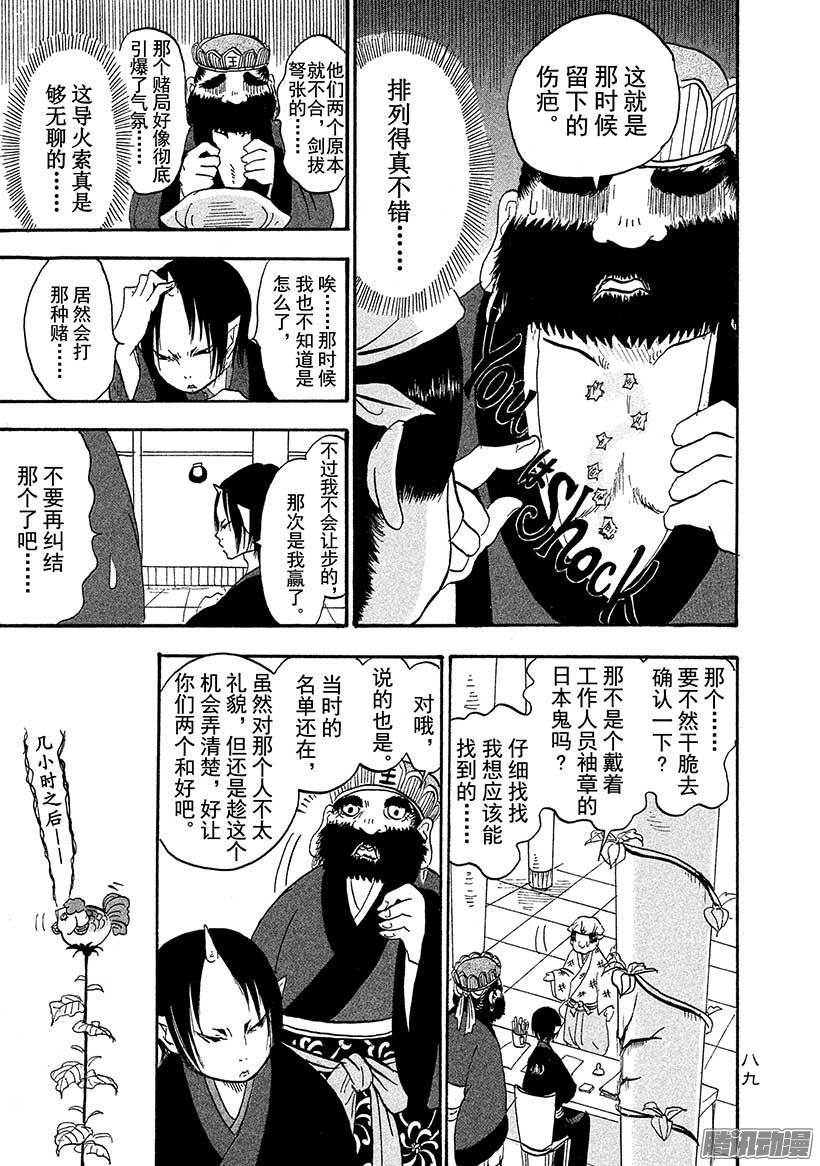 这就是
那时候
留下的
伤疤。
排列得真不错……
You は
Shock
王
他们两个原本
就不合，剑拔
弩张的……
那个赌局好像彻底
引爆了气氛……
这导火索真是
够无聊的……
唉……那时候
我也不知道是
怎么了，
居然会打
那种赌……
不过我不会让步的，
那次是我赢了。
不要再纠结
那个了吧……
那个……
要不然干脆去
确认一下？
那不是个戴着
工作人员袖章的
日本鬼吗？
仔细找找
我想应该能
找到的……
对哦，
说的也是。
当时的
名单还在，
虽然对那个人不太
礼貌，但还是趁这个
机会弄清楚，好让
你们两个和好吧。
王
几小时之后——
八九
腾讯动漫